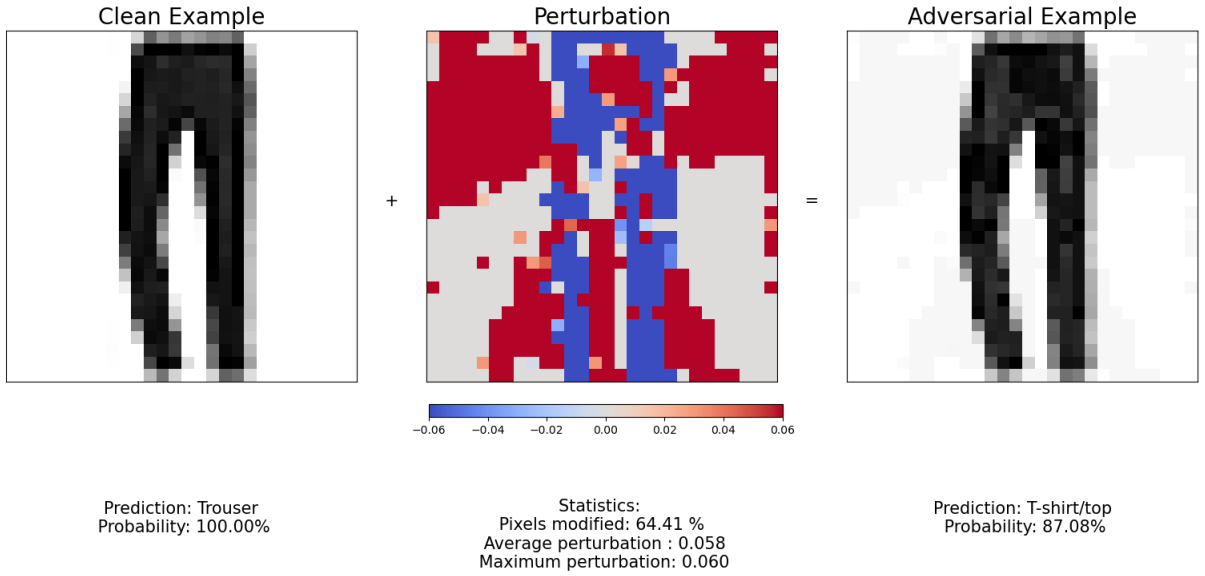 Clean Example
Perturbation
Adversarial Example
+
=
−0.06 −0.04 −0.02 0.00 0.02 0.04 0.06
Prediction: Trouser
Probability: 100.00%
Statistics:
Pixels modified: 64.41 %
Average perturbation : 0.058
Maximum perturbation: 0.060
Prediction: T-shirt/top
Probability: 87.08%